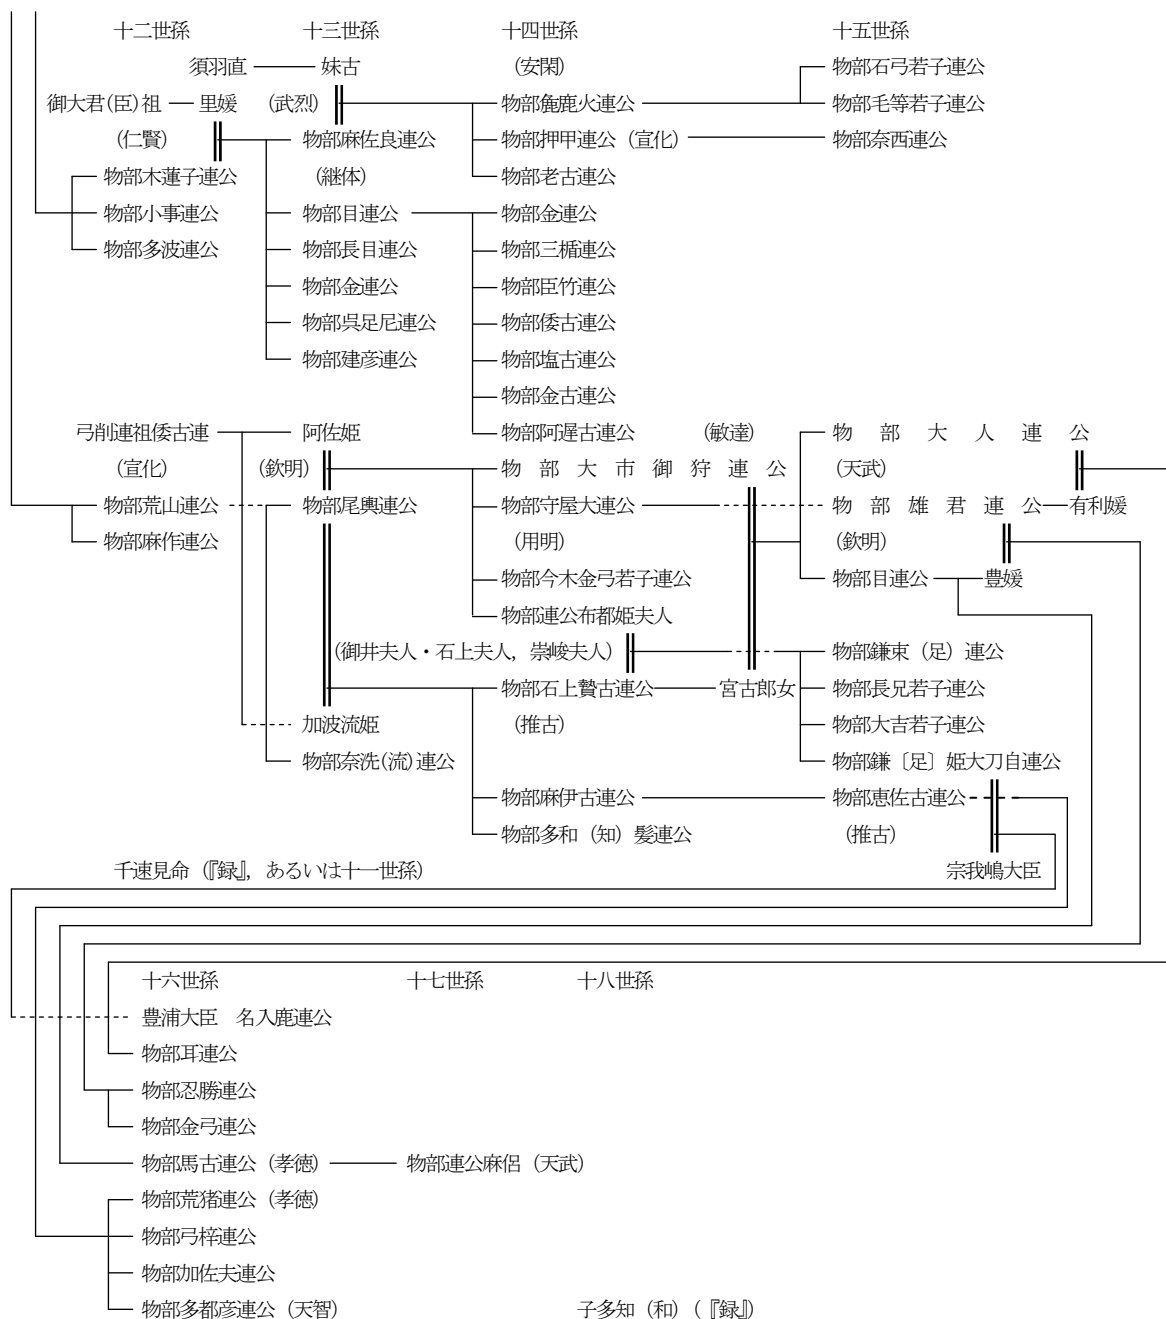 十二世孫 十三世孫 十四世孫 十五世孫
須羽直 妹古 (安閑) 物部石弓若子連公
御大君(臣)祖 里媛 (武烈) 物部麁鹿火連公 物部毛等若子連公
(仁賢) 物部麻佐良連公 物部押甲連公 (宣化) 物部奈西連公
物部木蓮子連公 (継体) 物部老古連公
物部小事連公 物部目連公 物部金連公
物部多波連公 物部長目連公 物部三楯連公
物部金連公 物部臣竹連公
物部呉足尼連公 物部倭古連公
物部建彦連公 物部塩古連公
物部金古連公
弓削連祖倭古連 阿佐姫 物部阿遅古連公 (敏達) 物部大人連公
(宣化) (欽明) 物部大市御狩連公 (天武)
物部荒山連公 物部尾輿連公 物部守屋大連公 物部雄君連公 有利媛
物部麻作連公 (用明) (欽明)
物部今木金弓若子連公 物部目連公 豊媛
物部連公布都姫夫人
(御井夫人・石上夫人，崇峻夫人) 物部鎌束 (足) 連公
物部石上贄古連公 宮古郎女 物部長兄若子連公
加波流姫 (推古) 物部大吉若子連公
物部奈洗(流)連公 物部鎌〔足〕姫大刀自連公
物部麻伊古連公 物部恵佐古連公
物部多和 (知) 髪連公 (推古)
千速見命 (『録』，あるいは十一世孫) 宗我嶋大臣
十六世孫 十七世孫 十八世孫
豊浦大臣 名入鹿連公
物部耳連公
物部忍勝連公
物部金弓連公
物部馬古連公 (孝徳) 物部連公麻侶 (天武)
物部荒猪連公 (孝徳)
物部弓梓連公
物部加佐夫連公
物部多都彦連公 (天智) 子多知 (和) (『録』)